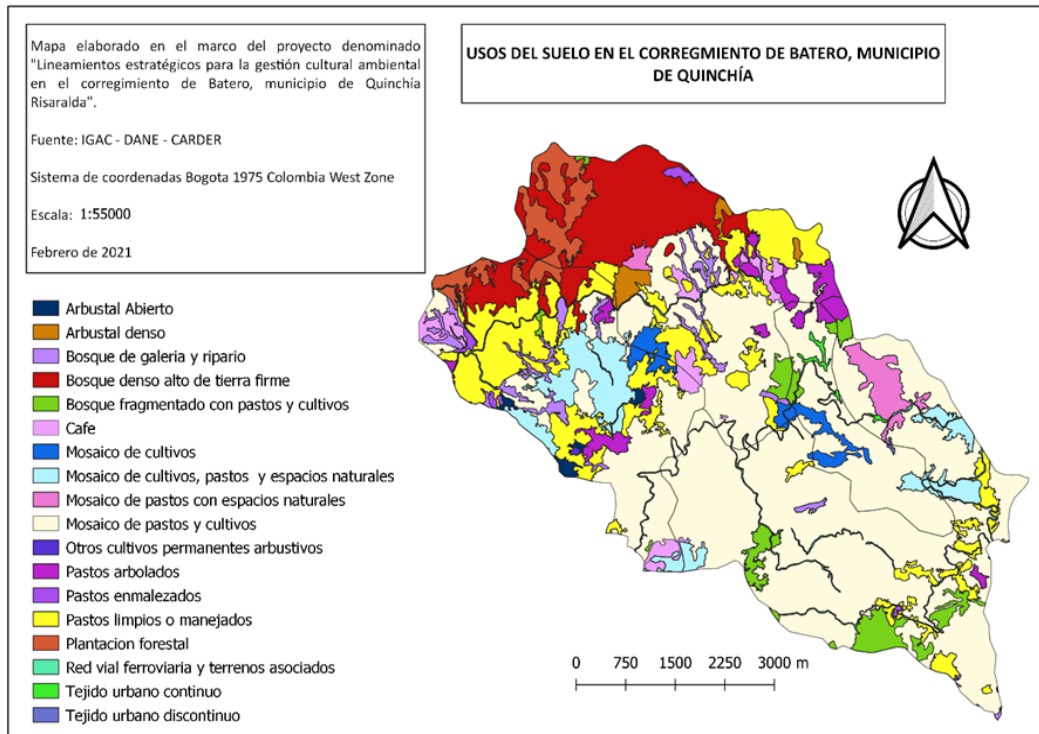 Mapa elaborado en el marco del proyecto denominado
"Lineamientos estratégicos para la gestión cultural ambiental
en el corregimiento de Batero, municipio de Quinchía
Risaralda".
Fuente: IGAC - DANE - CARDER
Sistema de coordenadas Bogota 1975 Colombia West Zone
Escala: 1:55000
Febrero de 2021
USOS DEL SUELO EN EL CORREGMIENTO DE BATERO, MUNICIPIO
DE QUINCHÍA
Arbustal Abierto
Arbustal denso
Bosque de galeria y ripario
Bosque denso alto de tierra firme
Bosque fragmentado con pastos y cultivos
Cafe
Mosaico de cultivos
Mosaico de cultivos, pastos y espacios naturales
Mosaico de pastos con espacios naturales
Mosaico de pastos y cultivos
Otros cultivos permanentes arbustivos
Pastos arbolados
Pastos enmalezados
Pastos limpios o manejados
Plantacion forestal
Red vial ferroviaria y terrenos asociados
Tejido urbano continuo
Tejido urbano discontinuo
0 750 1500 2250 3000 m